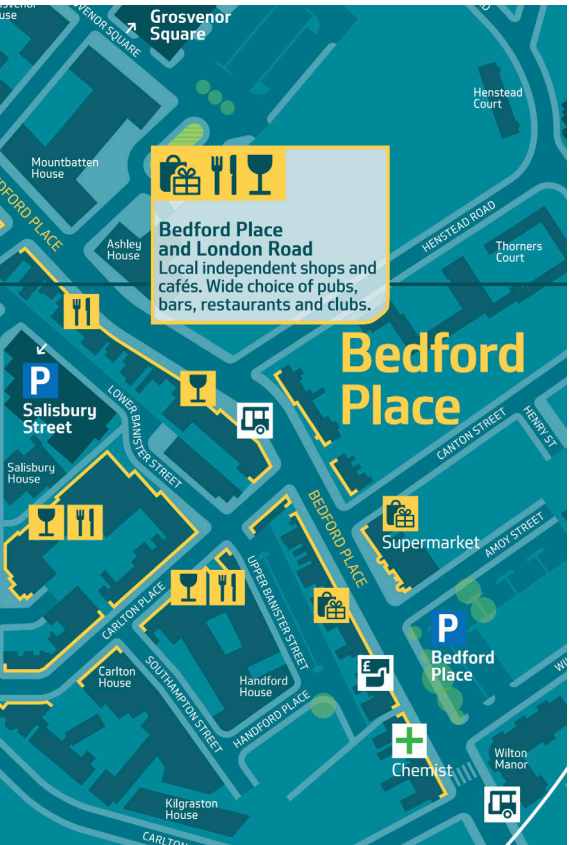 Grosvenor
Square
Henstead
Court
Mountbatten
House
BEDFORD PLACE
Ashley
House
Bedford Place
and London Road
Local independent shops and
cafés. Wide choice of pubs,
bars, restaurants and clubs.
HENSTEAD ROAD
Thorners
Court
Bedford
Place
P
Salisbury
Street
LOWER BANISTER STREET
CANTON STREET
HENRY ST
Salisbury
House
BEDFORD PLACE
Supermarket
AMOY STREET
CARLTON PLACE
UPPER BANISTER STREET
P
Bedford
Place
Carlton
House
SOUTHAMPTON STREET
Handford
House
HANDFORD PLACE
£
Chemist
Wilton
Manor
Kilgraston
House